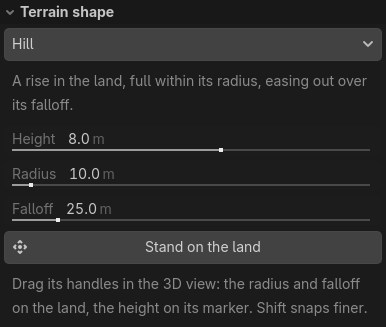 Terrain shape
Hill
A rise in the land, full within its radius, easing out over
its falloff.
Height 8.0 m
Radius 10.0 m
Falloff 25.0 m
Stand on the land
Drag its handles in the 3D view: the radius and falloff
on the land, the height on its marker. Shift snaps finer.